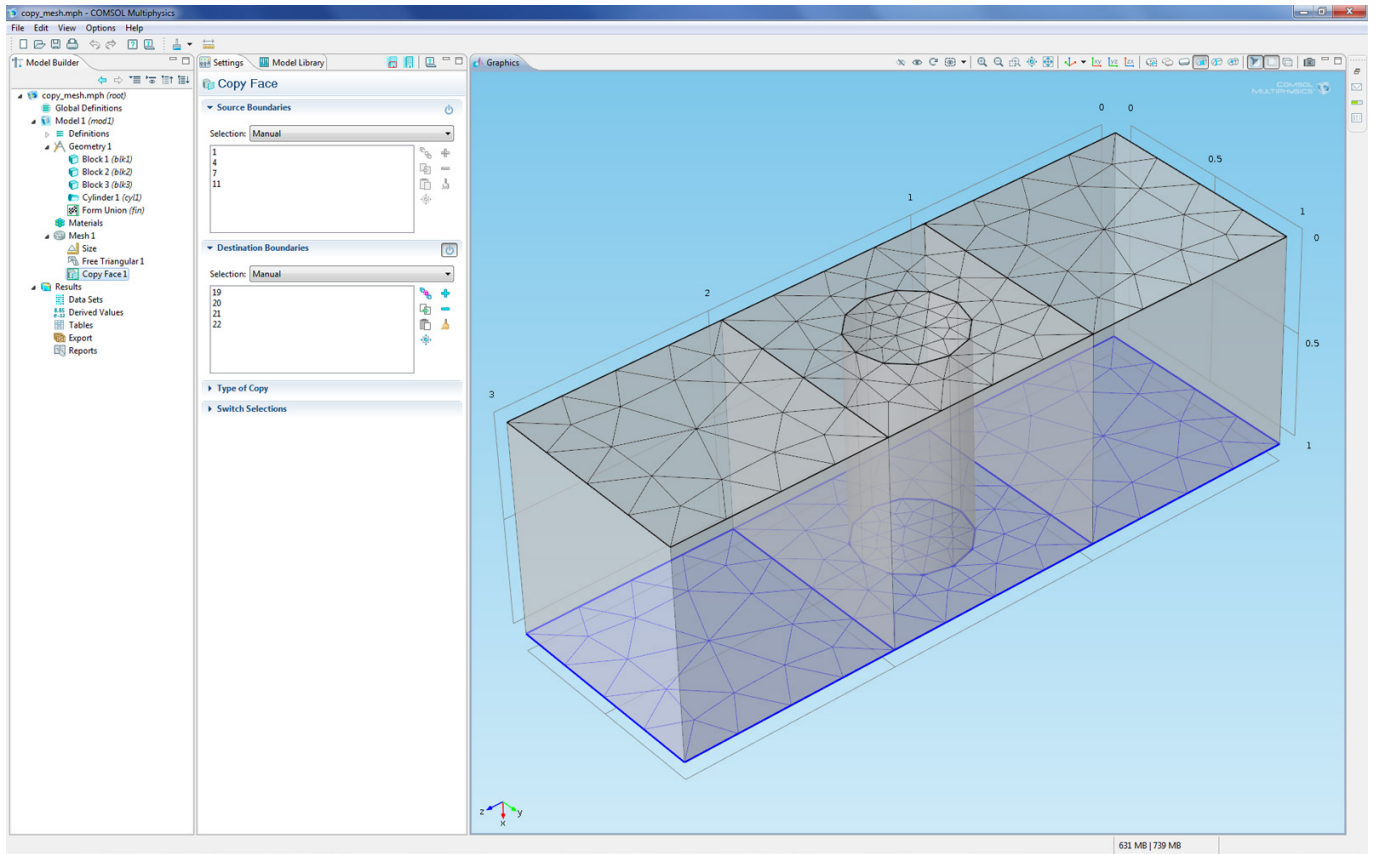 copy_mesh.mph - COMSOL Multiphysics
File Edit View Options Help
Model Builder
copy_mesh.mph (root)
Global Definitions
Model 1 (mod1)
Definitions
Geometry 1
Block 1 (blk1)
Block 2 (blk2)
Block 3 (blk3)
Cylinder 1 (cyl1)
Form Union (fin)
Materials
Mesh 1
Size
Free Triangular 1
Copy Face 1
Results
Data Sets
Derived Values
Tables
Export
Reports
Settings Model Library
Copy Face
Source Boundaries
Selection: Manual
1
4
7
11
Destination Boundaries
Selection: Manual
19
20
21
22
Type of Copy
Switch Selections
Graphics
COMSOL
MULTIPHYSICS
0 0
0.5
1
1
0
2
0.5
3
1
z y
x
631 MB | 739 MB